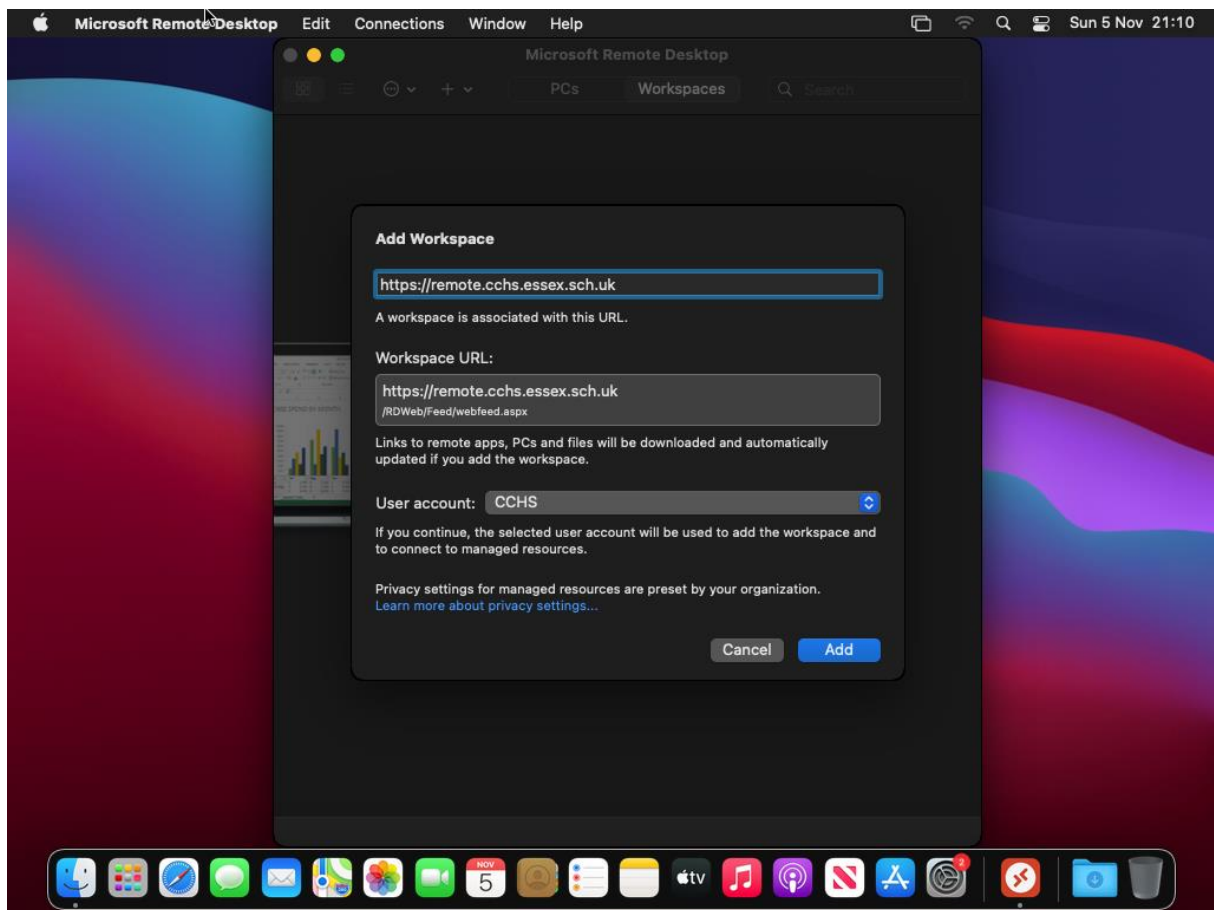 Microsoft Remote Desktop Edit Connections Window Help Sun 5 Nov 21:10
Microsoft Remote Desktop
PCs Workspaces Search
Add Workspace
https://remote.cchs.essex.sch.uk
A workspace is associated with this URL.
Workspace URL:
https://remote.cchs.essex.sch.uk
/RDWeb/Feed/webfeed.aspx
Links to remote apps, PCs and files will be downloaded and automatically
updated if you add the workspace.
User account: CCHS
If you continue, the selected user account will be used to add the workspace and
to connect to managed resources.
Privacy settings for managed resources are preset by your organization.
Learn more about privacy settings...
Cancel Add
NOV
5
tv
2